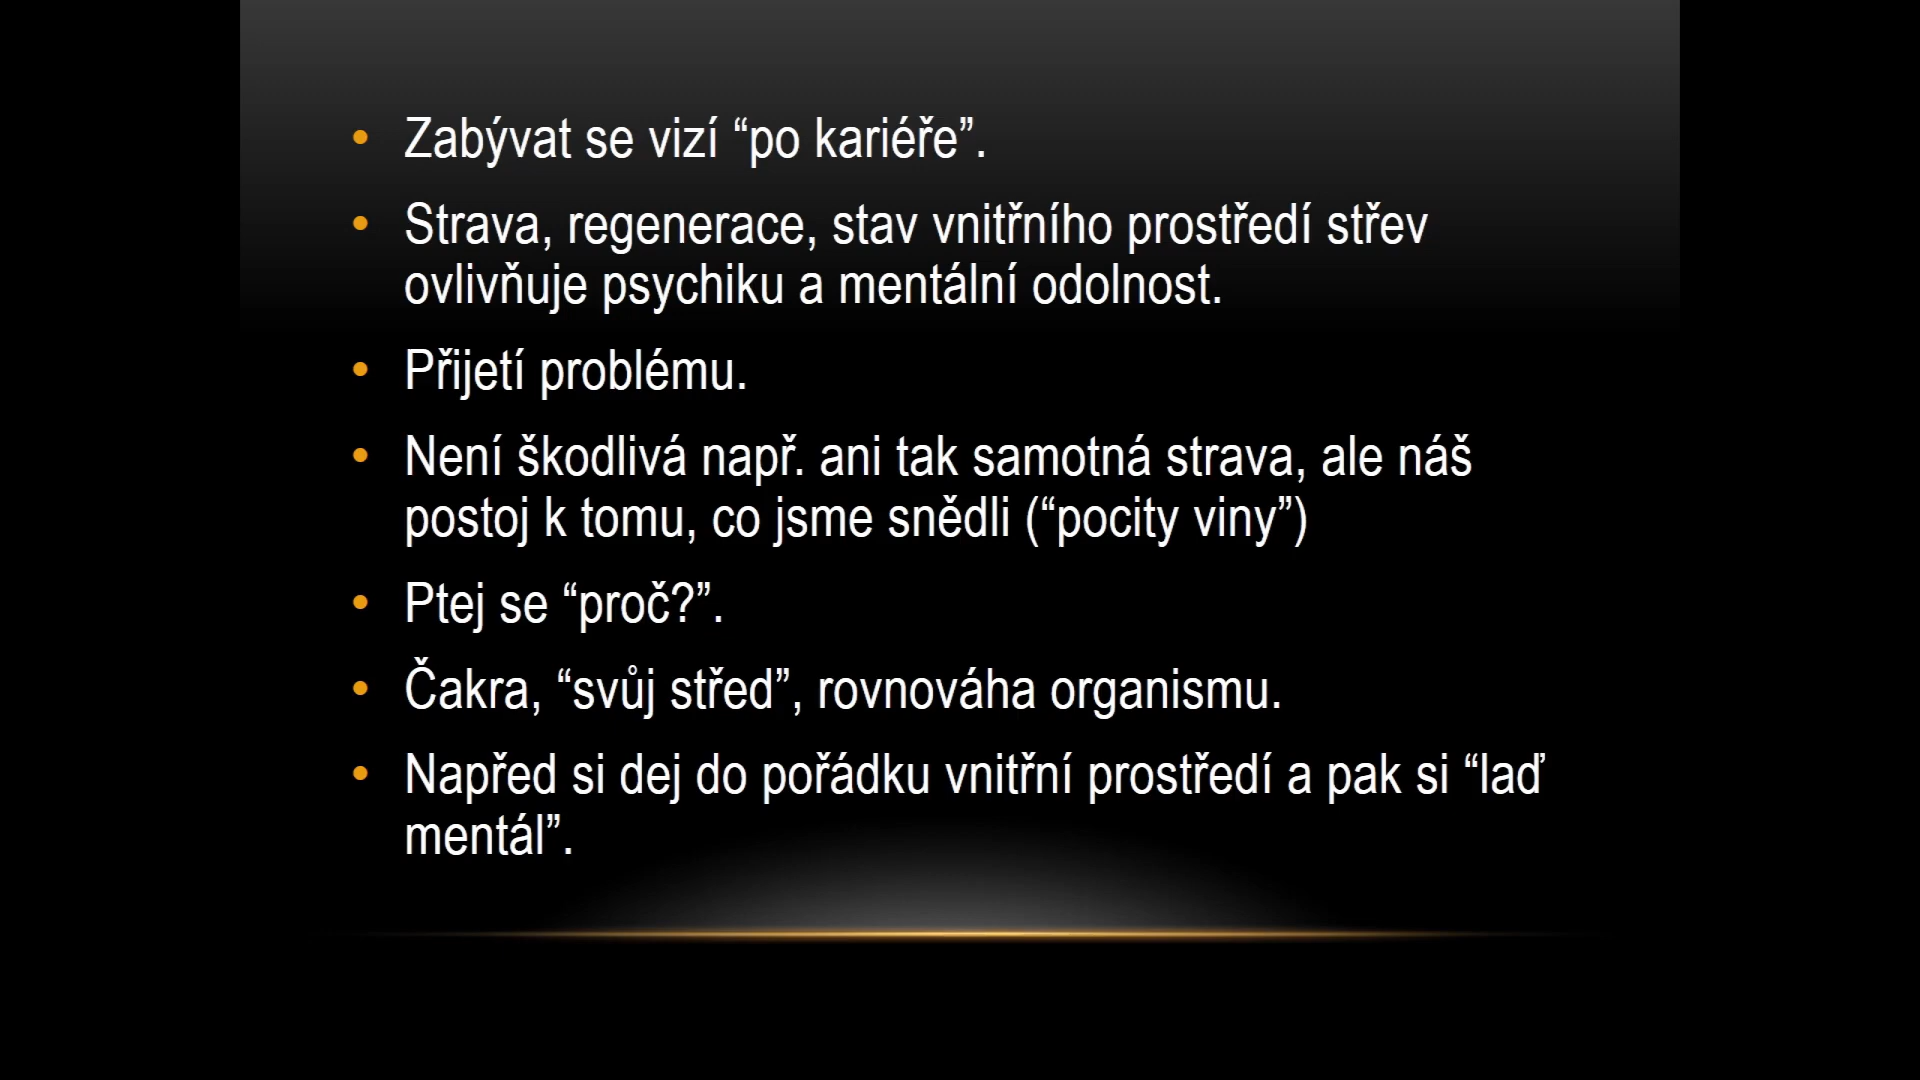 • Zabývat se vizí “po kariéře”.
• Strava, regenerace, stav vnitřního prostředí střev
ovlivňuje psychiku a mentální odolnost.
• Přijetí problému.
• Není škodlivá např. ani tak samotná strava, ale náš
postoj k tomu, co jsme snědli (“pocity viny”)
• Ptej se “proč?”.
• Čakra, “svůj střed”, rovnováha organismu.
• Napřed si dej do pořádku vnitřní prostředí a pak si “laď
mentál”.